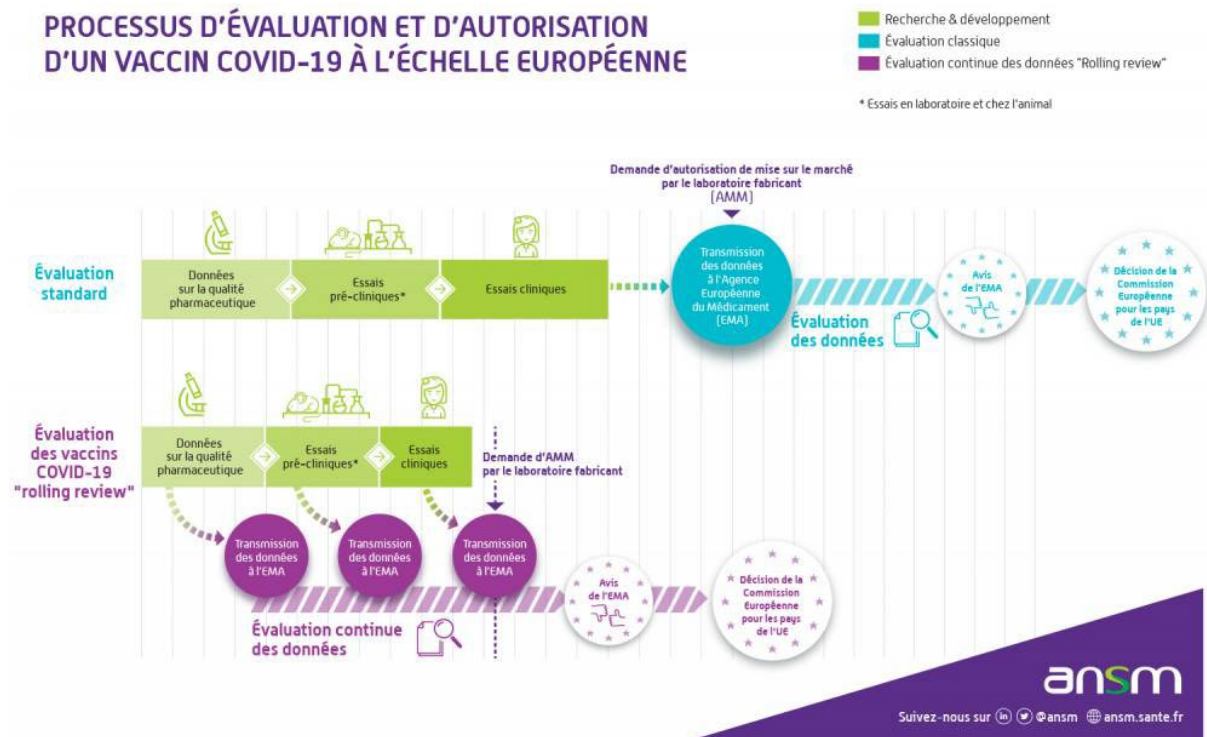 PROCESSUS D'ÉVALUATION ET D'AUTORISATION
D'UN VACCIN COVID-19 À L'ÉCHELLE EUROPÉENNE
Recherche & développement
Évaluation classique
Évaluation continue des données "Rolling review"
* Essais en laboratoire et chez l'animal
Demande d'autorisation de mise sur le marché
par le laboratoire fabricant
(AMM)
Évaluation
standard
Données
sur la qualité
pharmaceutique
Essais
pré-cliniques*
Essais cliniques
Transmission
des données
à l'Agence
Européenne
du Médicament
(EMA)
Évaluation
des données
Avis
de l'EMA
Décision de la
Commission
Européenne
pour les pays
de l'UE
Évaluation
des vaccins
COVID-19
"rolling review"
Données
sur la qualité
pharmaceutique
Essais
pré-cliniques*
Essais
cliniques
Demande d'AMM
par le laboratoire fabricant
Transmission
des données
à l'EMA
Transmission
des données
à l'EMA
Transmission
des données
à l'EMA
Évaluation continue
des données
Avis
de l'EMA
Décision de la
Commission
Européenne
pour les pays
de l'UE
ansm
Suivez-nous sur in @ansm ansm.sante.fr